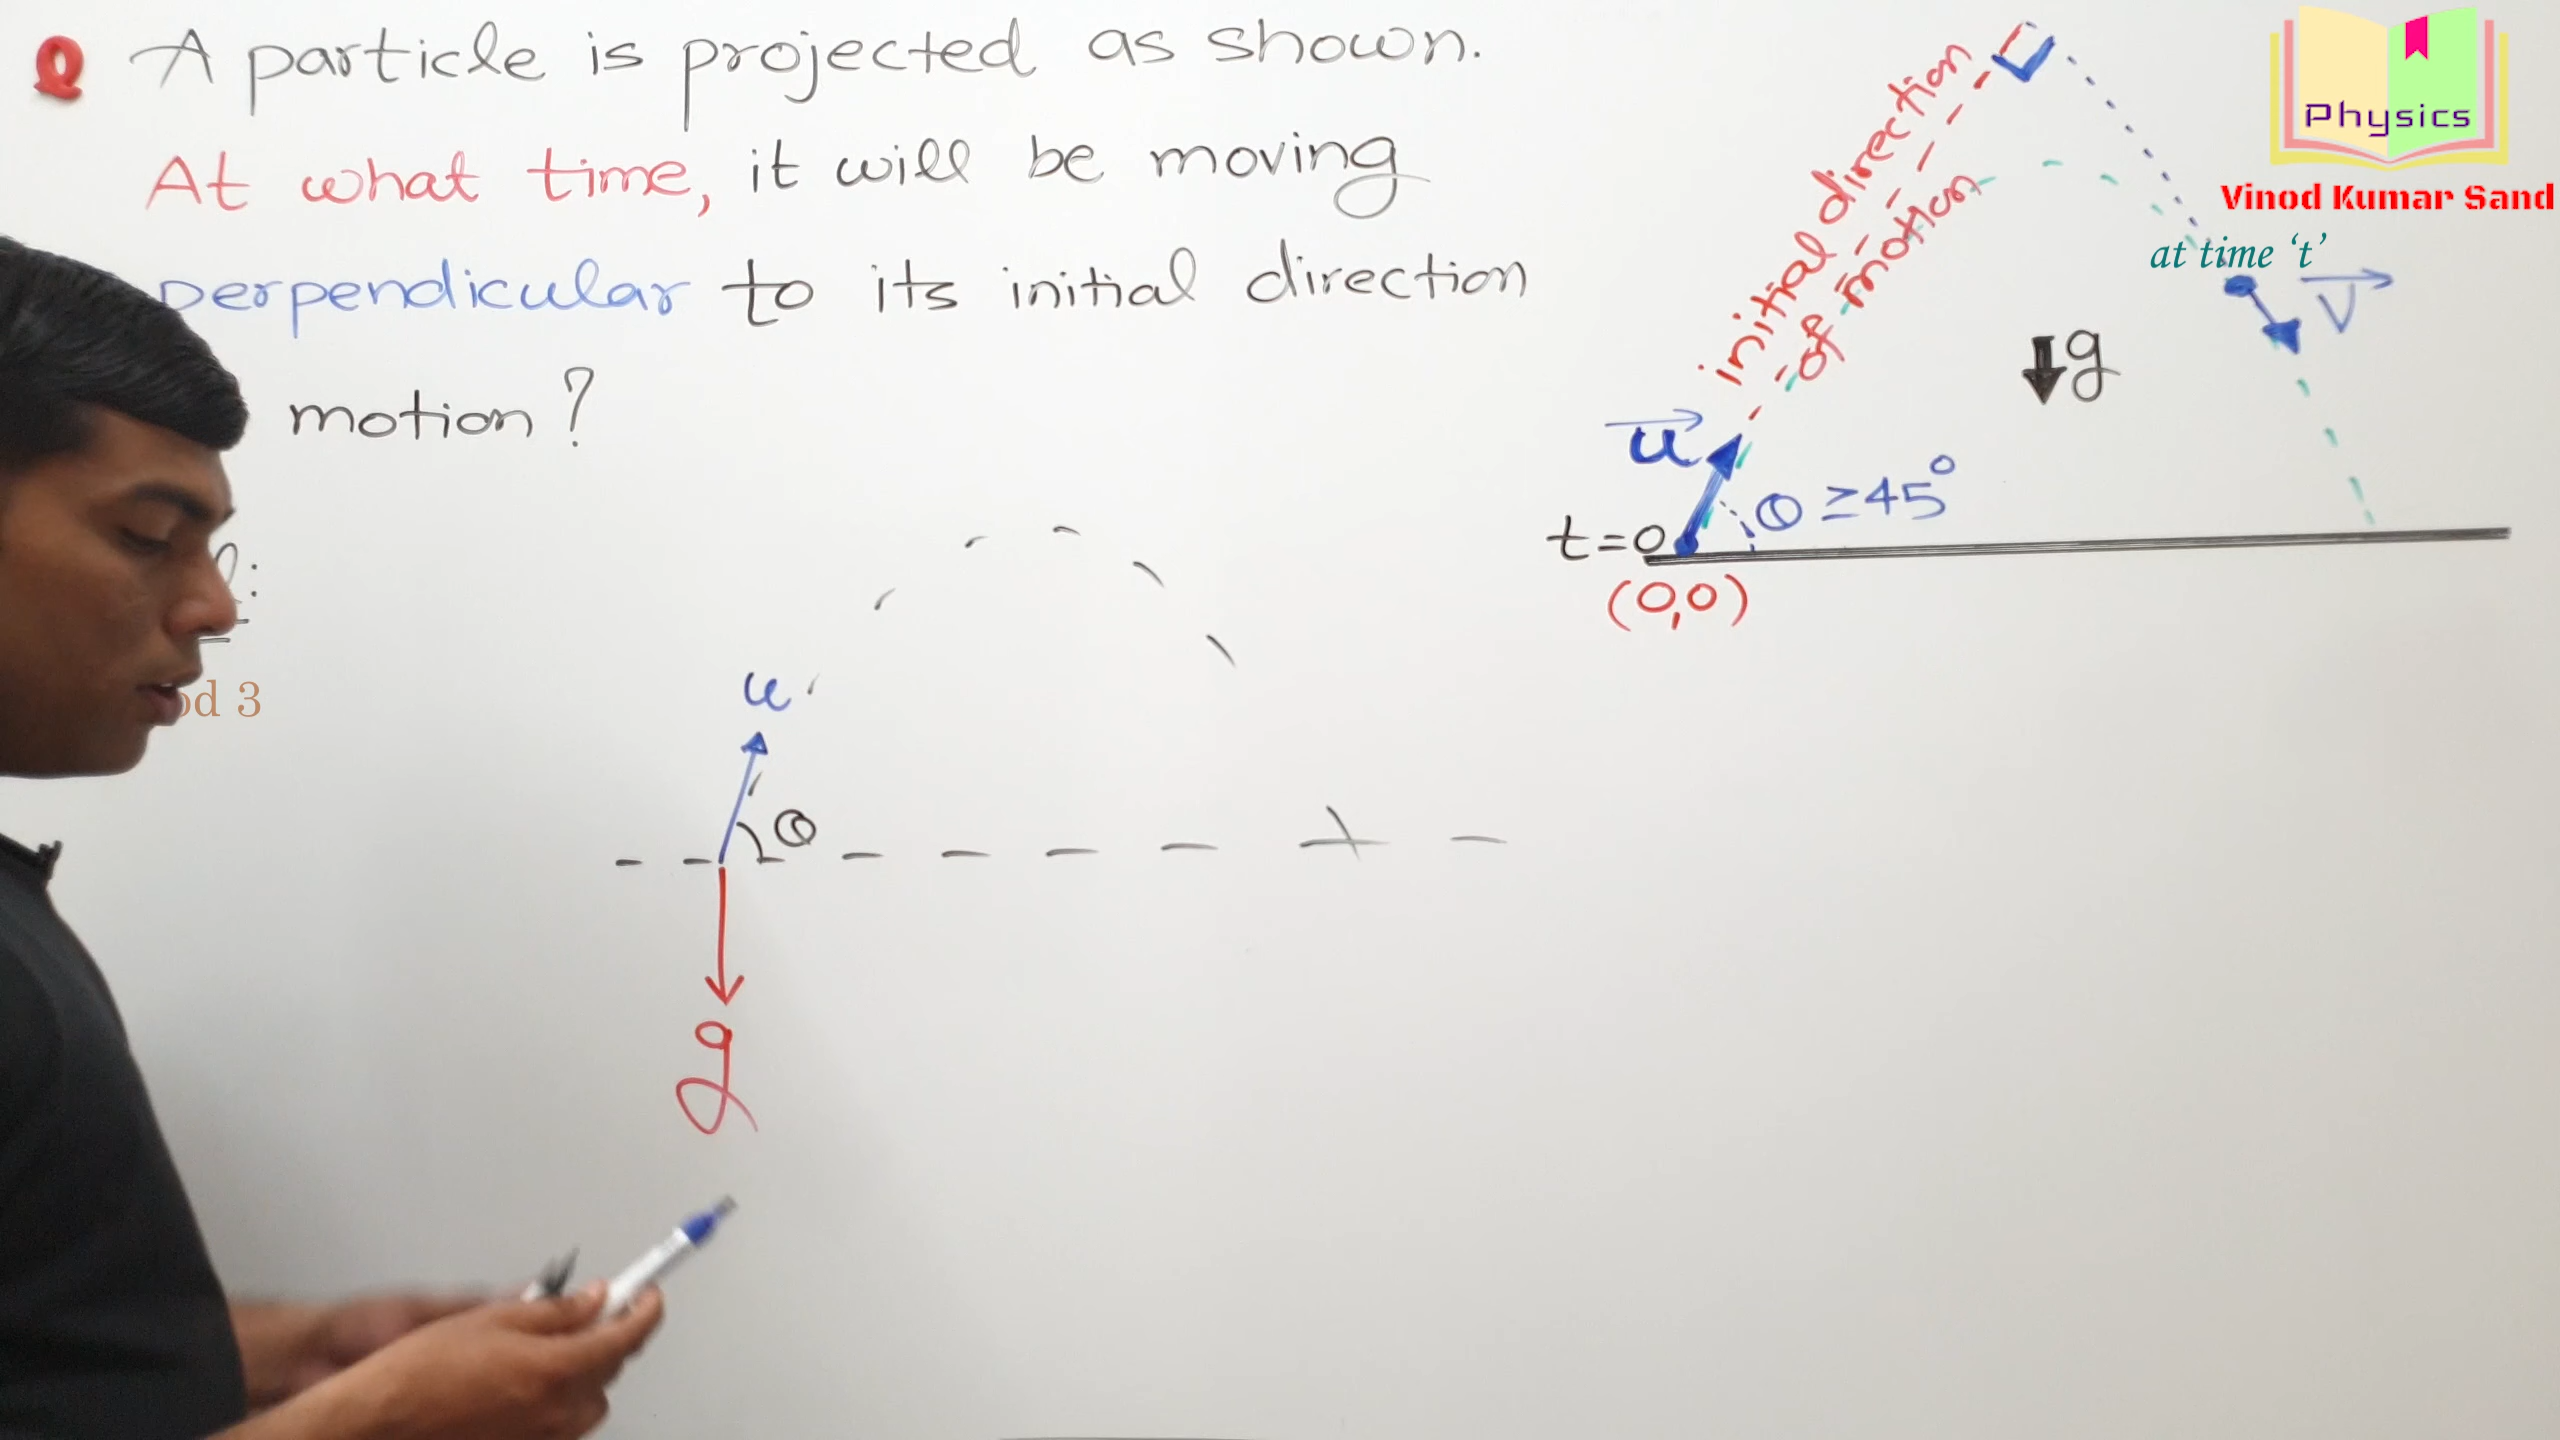 Q A particle is projected as shown.
At what time, it will be moving
perpendicular to its initial direction
motion?
od 3
initial direction
of motion
Physics
Vinod Kumar Sand
at time ‘t’
V
g
u
θ ≥45°
t=0
(0,0)
u
θ
g